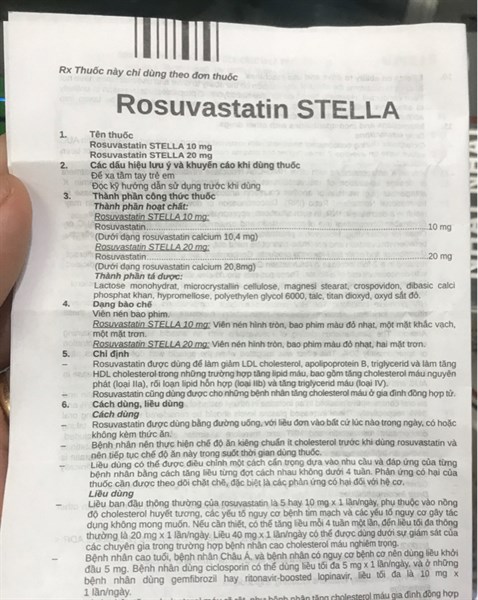 Rx Thuốc này chỉ dùng theo đơn thuốc
Rosuvastatin STELLA
1. Tên thuốc
Rosuvastatin STELLA 10 mg
Rosuvastatin STELLA 20 mg
2. Các dấu hiệu lưu ý và khuyến cáo khi dùng thuốc
Để xa tầm tay trẻ em
Đọc kỹ hướng dẫn sử dụng trước khi dùng
3. Thành phần công thức thuốc
Thành phần hoạt chất:
Rosuvastatin STELLA 10 mg:
Rosuvastatin...10 mg
(Dưới dạng rosuvastatin calcium 10,4 mg)
Rosuvastatin STELLA 20 mg:
Rosuvastatin...20 mg
(Dưới dạng rosuvastatin calcium 20,8mg)
Thành phần tá dược:
Lactose monohydrat, microcrystallin cellulose, magnesi stearat, crospovidon, dibasic calci
phosphat khan, hypromellose, polyethylen glycol 6000, talc, titan dioxyd, oxyd sắt đỏ.
4. Dạng bào chế
Viên nén bao phim.
Rosuvastatin STELLA 10 mg: Viên nén hình tròn, bao phim màu đỏ nhạt, một mặt khắc vạch,
một mặt trơn.
Rosuvastatin STELLA 20 mg: Viên nén hình tròn, bao phim màu đỏ nhạt, hai mặt trơn.
5. Chỉ định
– Rosuvastatin được dùng để làm giảm LDL cholesterol, apolipoprotein B, triglycerid và làm tăng
HDL cholesterol trong những trường hợp tăng lipid máu, bao gồm tăng cholesterol máu nguyên
phát (loại IIa), rối loạn lipid hỗn hợp (loại IIb) và tăng triglycerid máu (loại IV).
– Rosuvastatin cũng dùng được cho những bệnh nhân tăng cholesterol máu ở gia đình đồng hợp tử.
6. Cách dùng, liều dùng
Cách dùng
– Rosuvastatin được dùng bằng đường uống, với liều đơn vào bất cứ lúc nào trong ngày, có hoặc
không kèm thức ăn.
– Bệnh nhân nên thực hiện chế độ ăn kiêng chuẩn ít cholesterol trước khi dùng rosuvastatin và
nên tiếp tục chế độ ăn này trong suốt thời gian dùng thuốc.
– Liều dùng có thể được điều chỉnh một cách cẩn trọng dựa vào nhu cầu và đáp ứng của từng
bệnh nhân bằng cách tăng liều từng đợt cách nhau không dưới 4 tuần. Phản ứng có hại của
thuốc cần được theo dõi chặt chẽ, đặc biệt là các phản ứng có hại đối với hệ cơ.
Liều dùng
– Liều ban đầu thông thường của rosuvastatin là 5 hay 10 mg x 1 lần/ngày, phụ thuộc vào nồng
độ cholesterol huyết tương, các yếu tố nguy cơ bệnh tim mạch và các yếu tố nguy cơ gây tác
dụng không mong muốn. Nếu cần thiết, có thể tăng liều mỗi 4 tuần một lần, đến liều tối đa thông
thường là 20 mg x 1 lần/ngày. Liều 40 mg x 1 lần/ngày có thể được dùng dưới sự giám sát của
các chuyên gia trong trường hợp bệnh nhân cao cholesterol máu nghiêm trọng.
– Bệnh nhân cao tuổi, bệnh nhân Châu Á, và bệnh nhân có nguy cơ bệnh cơ nên dùng liều khởi
đầu 5 mg. Bệnh nhân dùng ciclosporin có thể dùng liều tối đa 5 mg x 1 lần/ngày, và ở những
bệnh nhân dùng gemfibrozil hay ritonavir-boosted lopinavir, liều tối đa là 10 mg x
1 lần/ngày.